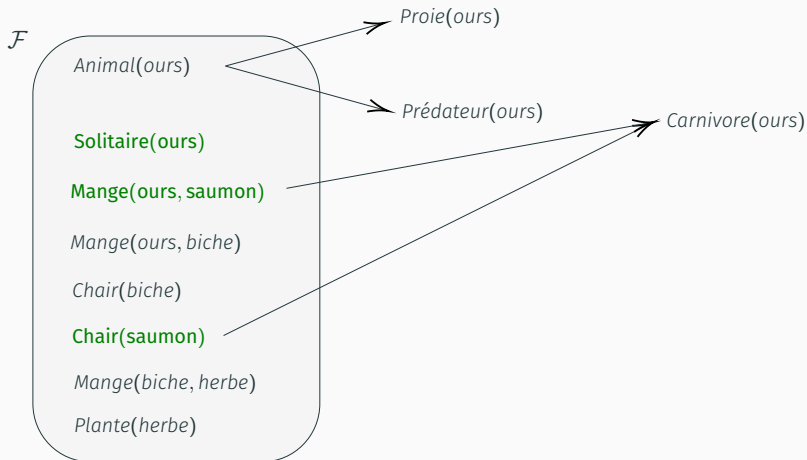 Proie(ours)
ℱ
Animal(ours)
Prédateur(ours)
Carnivore(ours)
Solitaire(ours)
Mange(ours, saumon)
Mange(ours, biche)
Chair(biche)
Chair(saumon)
Mange(biche, herbe)
Plante(herbe)